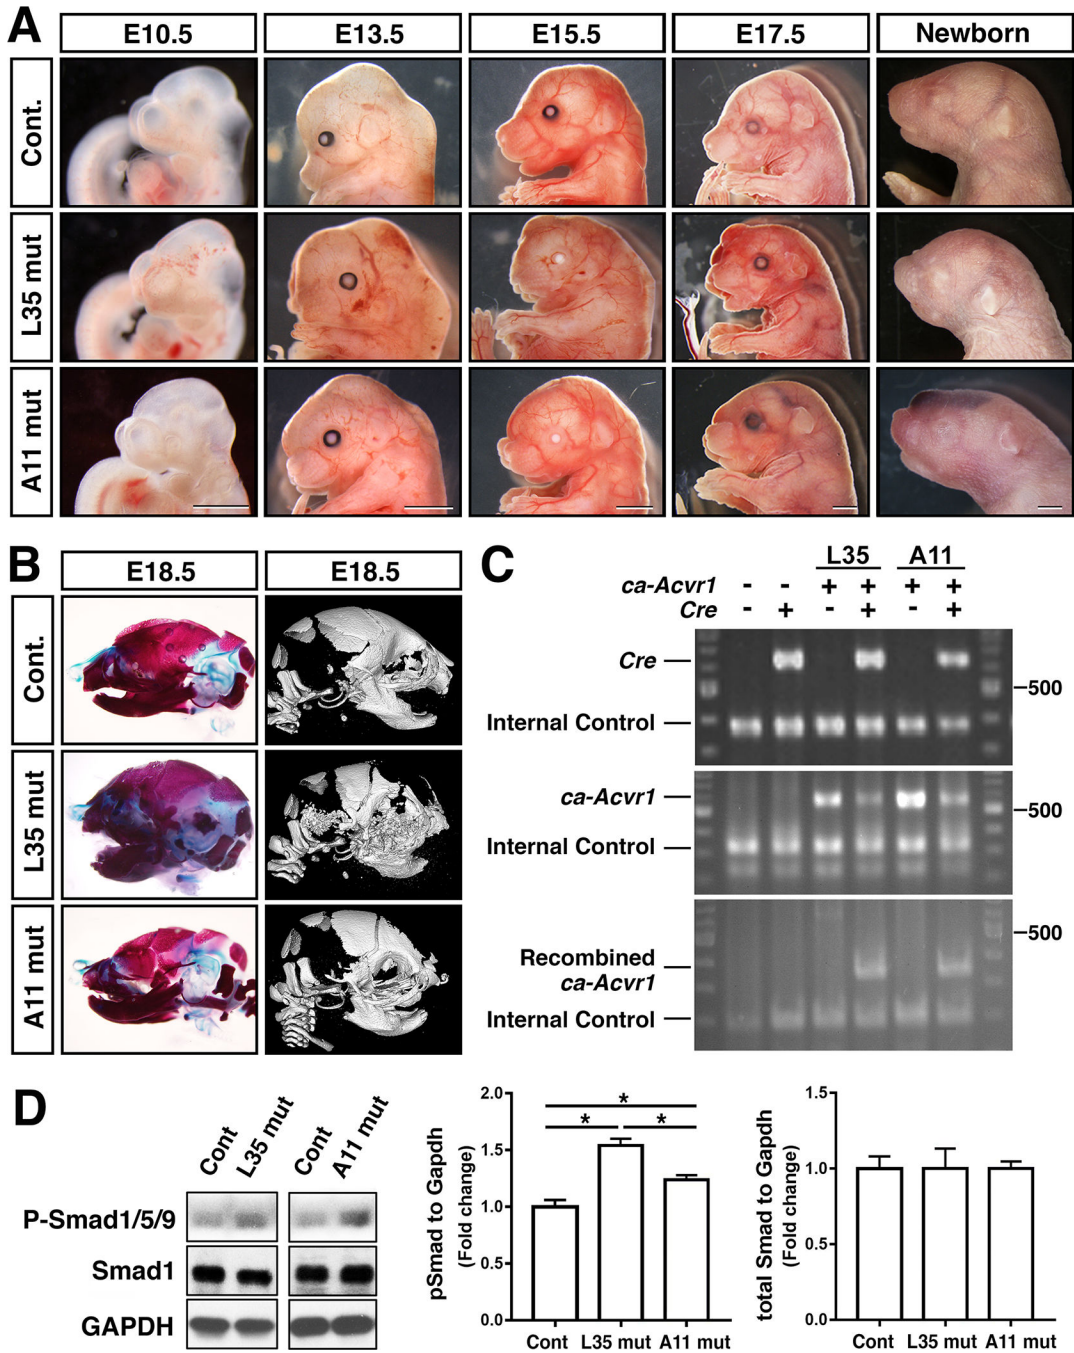 A
E10.5 E13.5 E15.5 E17.5 Newborn
Cont.
L35 mut
A11 mut
B
E18.5 E18.5
Cont.
L35 mut
A11 mut
C
L35 A11
ca-Acvr1 - - + + + +
Cre - + - + - +
Cre
500
Internal Control
ca-Acvr1
500
Internal Control
500
Recombined
ca-Acvr1
Internal Control
D
Cont L35 mut Cont A11 mut
P-Smad1/5/9
Smad1
GAPDH
pSmad to Gapdh
(Fold change)
2.0
1.5
1.0
0.5
0.0
*
* *
Cont L35 mut A11 mut
total Smad to Gapdh
(Fold change)
1.5
1.0
0.5
0.0
Cont L35 mut A11 mut